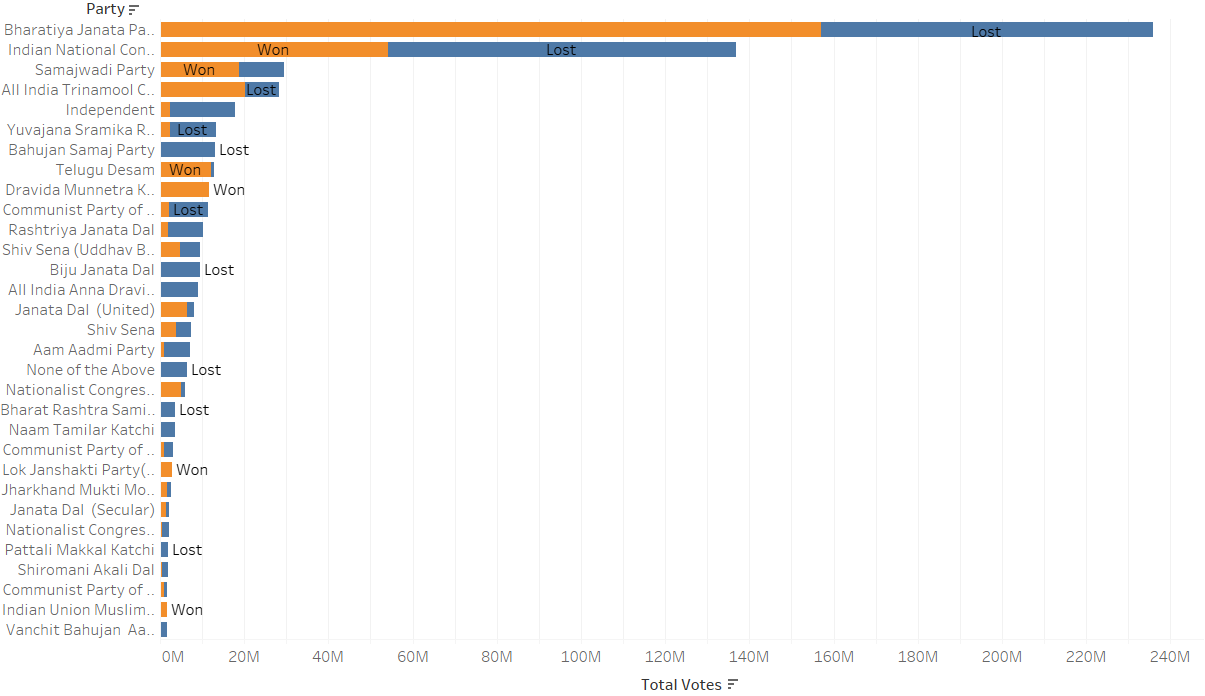 Party
Bharatiya Janata Pa..
Lost
Indian National Con..
Won
Lost
Samajwadi Party
Won
All India Trinamool C..
Lost
Independent
Yuvajana Sramika R..
Lost
Bahujan Samaj Party
Lost
Telugu Desam
Won
Dravida Munnetra K..
Won
Communist Party of ..
Lost
Rashtriya Janata Dal
Shiv Sena (Uddhav B..
Biju Janata Dal
Lost
All India Anna Dravi..
Janata Dal (United)
Shiv Sena
Aam Aadmi Party
None of the Above
Lost
Nationalist Congres..
Bharat Rashtra Sami..
Lost
Naam Tamilar Katchi
Communist Party of ..
Lok Janshakti Party(..
Won
Jharkhand Mukti Mo..
Janata Dal (Secular)
Nationalist Congres..
Pattali Makkal Katchi
Lost
Shiromani Akali Dal
Communist Party of ..
Indian Union Muslim..
Won
Vanchit Bahujan Aa..
0M 20M 40M 60M 80M 100M 120M 140M 160M 180M 200M 220M 240M
Total Votes